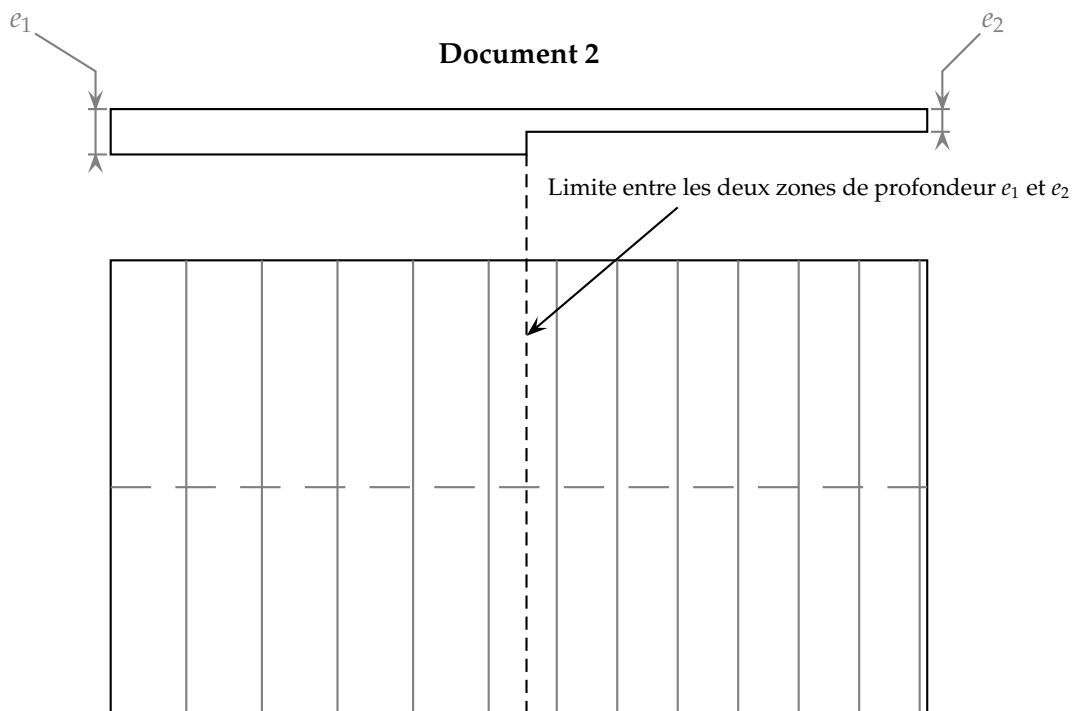 e₁
e₂
Document 2
Limite entre les deux zones de profondeur e₁ et e₂